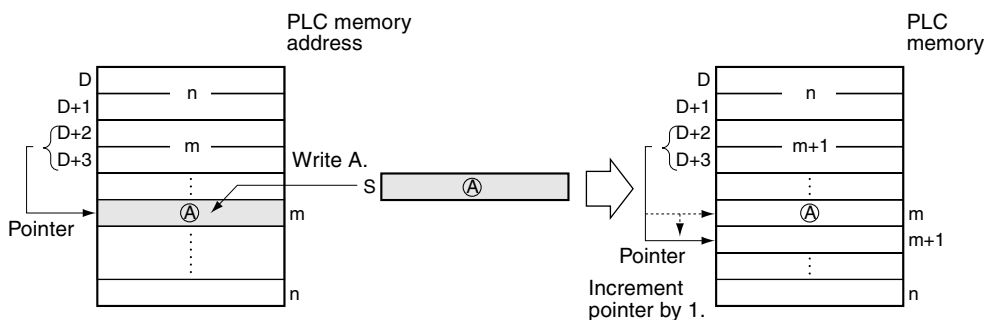 PLC memory
address
D
n
D+1
D+2
m
D+3
Write A.
S
A
A
m
Pointer
n
PLC
memory
D
n
D+1
D+2
m+1
D+3
A
m
m+1
Pointer
Increment
pointer by 1.
n